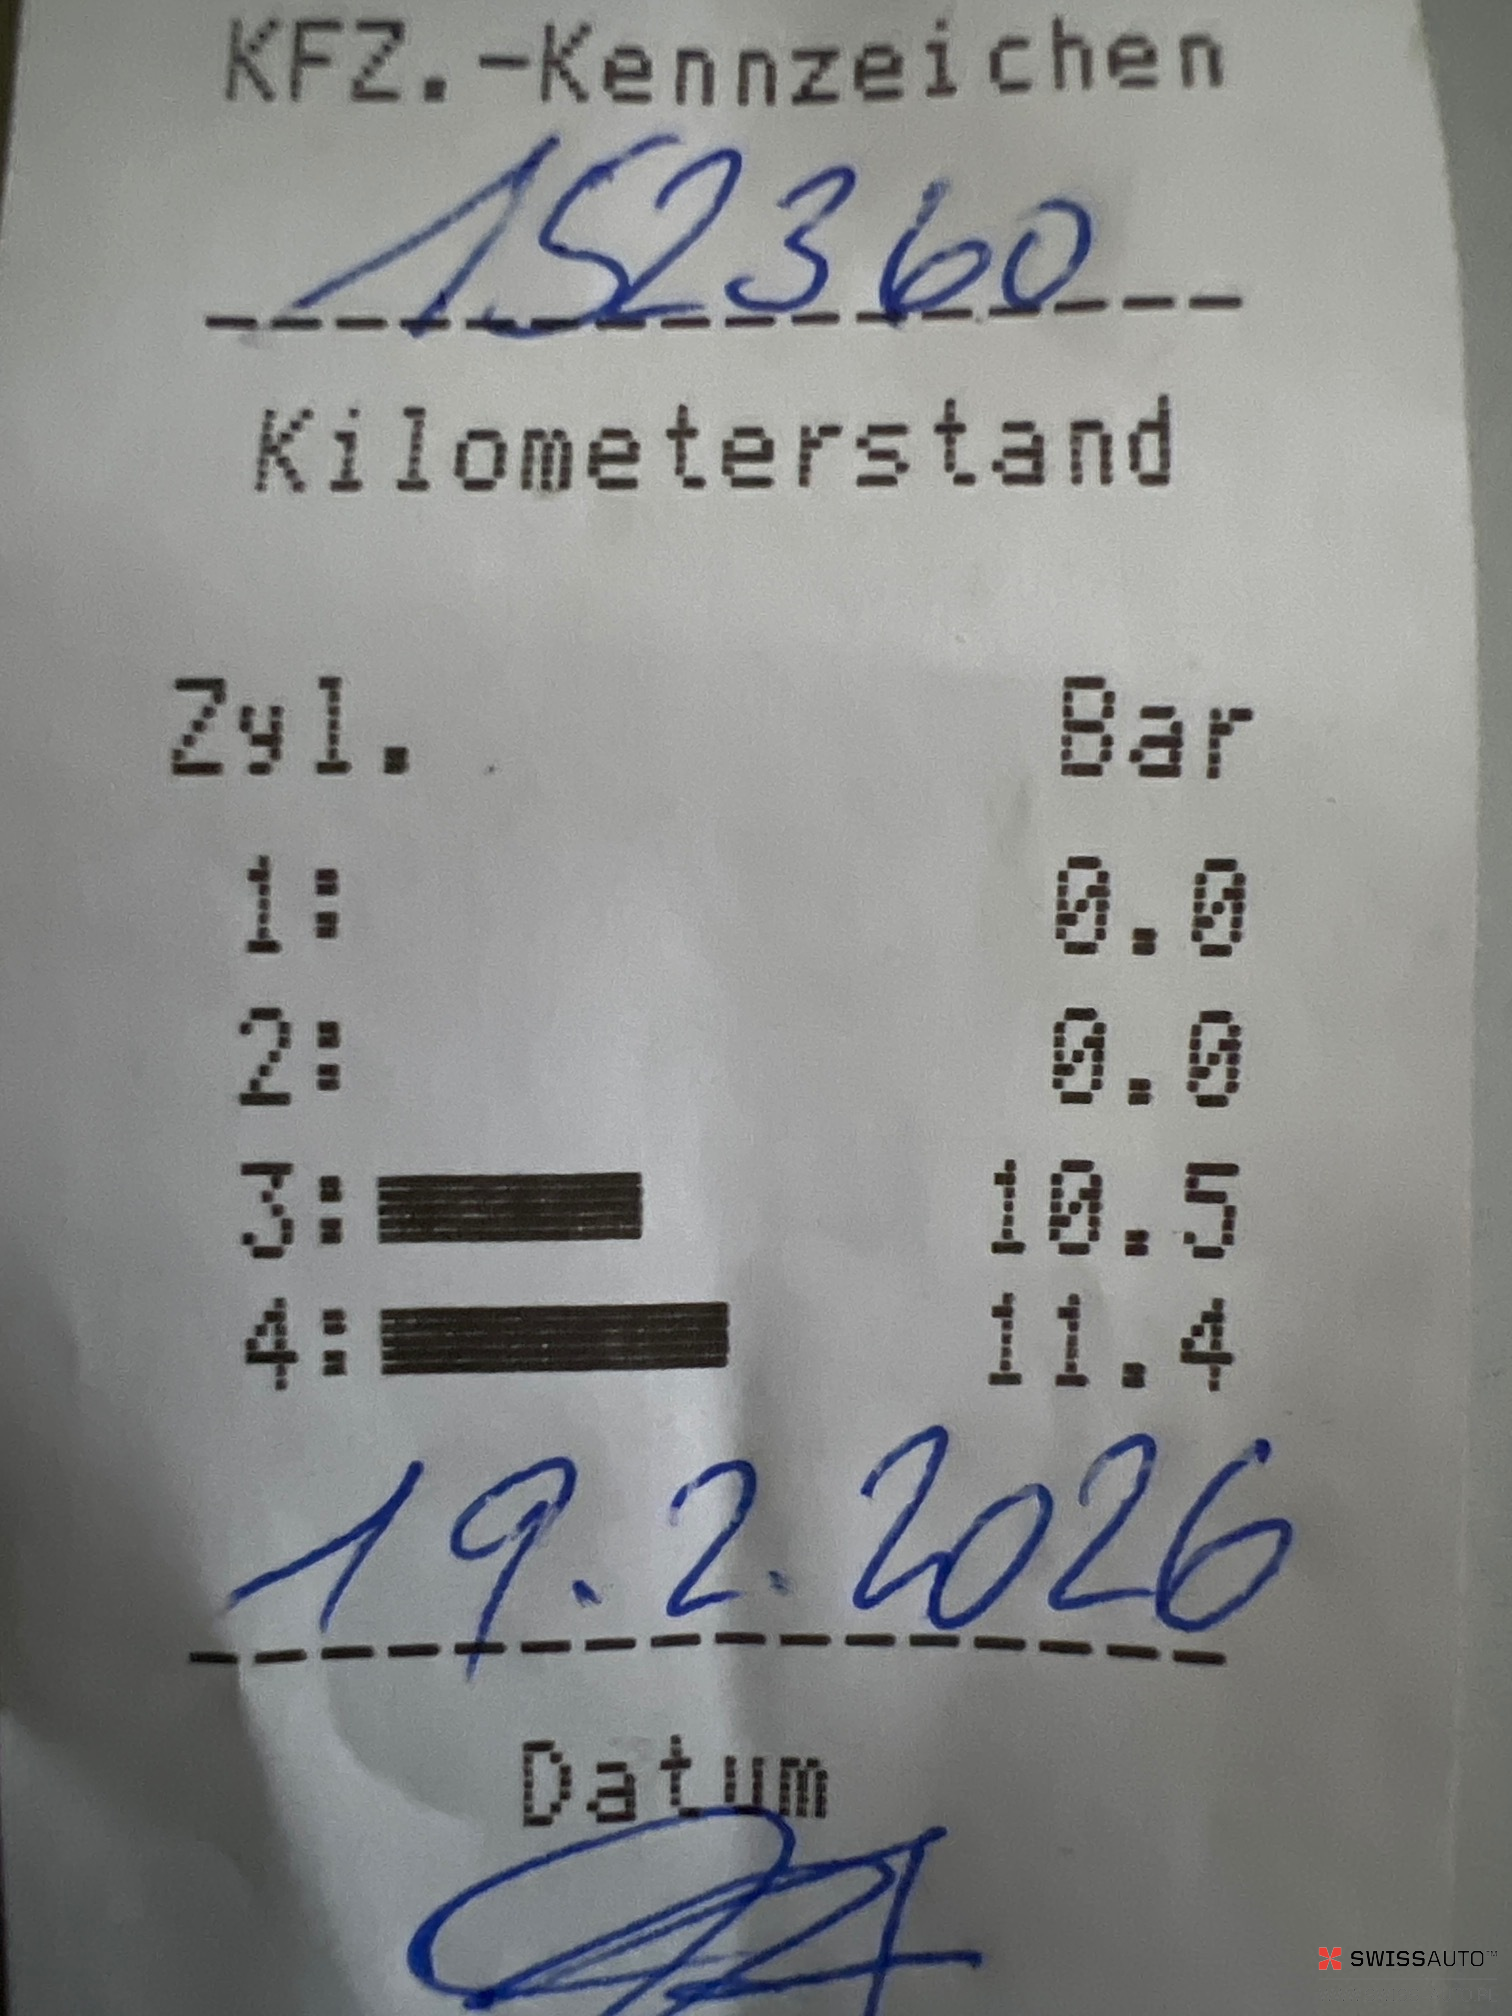 KFZ.-Kennzeichen
152360
Kilometerstand
Zyl. Bar
1: 0.0
2: 0.0
3: 10.5
4: 11.4
19.2.2026
Datum
SWISSAUTO™